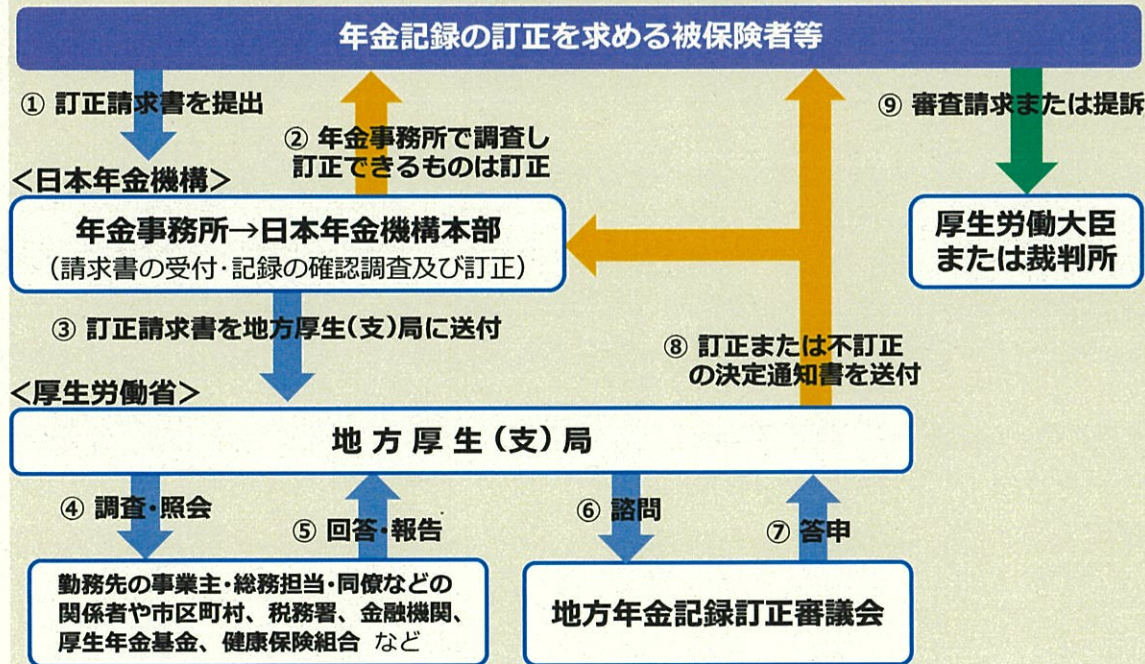 年金記録の訂正を求める被保険者等
① 訂正請求書を提出
② 年金事務所で調査し
訂正できるものは訂正
⑨ 審査請求または提訴
<日本年金機構>
年金事務所→日本年金機構本部
（請求書の受付・記録の確認調査及び訂正）
厚生労働大臣
または裁判所
③ 訂正請求書を地方厚生(支)局に送付
⑧ 訂正または不訂正
の決定通知書を送付
<厚生労働省>
地方厚生(支)局
④ 調査・照会
⑤ 回答・報告
⑥ 諮問
⑦ 答申
勤務先の事業主・総務担当・同僚などの
関係者や市区町村、税務署、金融機関、
厚生年金基金、健康保険組合 など
地方年金記録訂正審議会